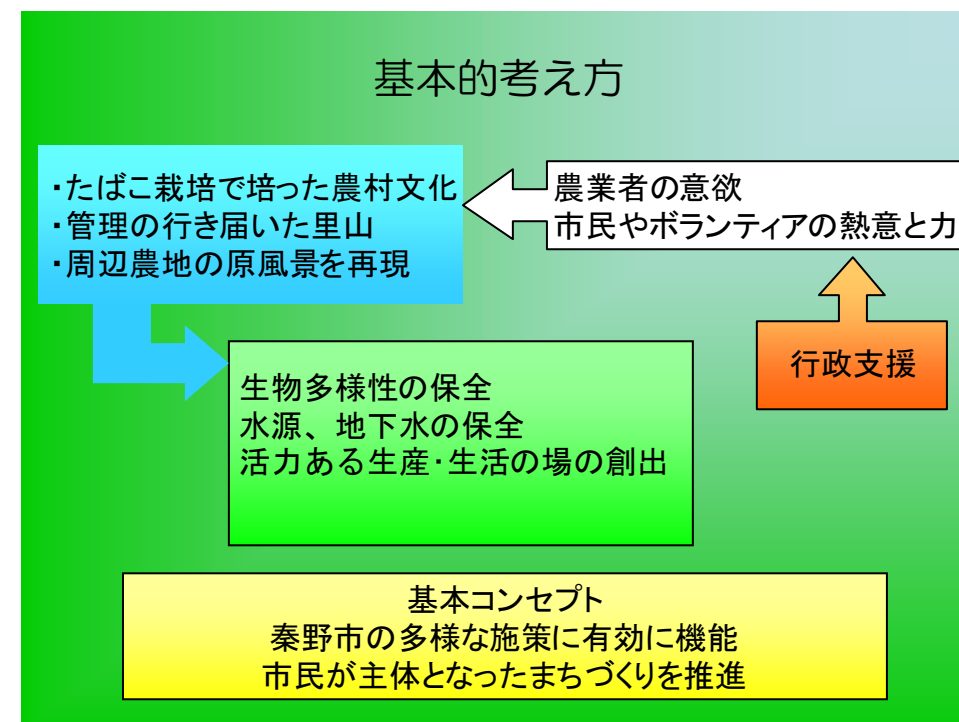 基本的考え方
・たばこ栽培で培った農村文化
・管理の行き届いた里山
・周辺農地の原風景を再現
農業者の意欲
市民やボランティアの熱意と力
行政支援
生物多様性の保全
水源、地下水の保全
活力ある生産・生活の場の創出
基本コンセプト
秦野市の多様な施策に有効に機能
市民が主体となったまちづくりを推進